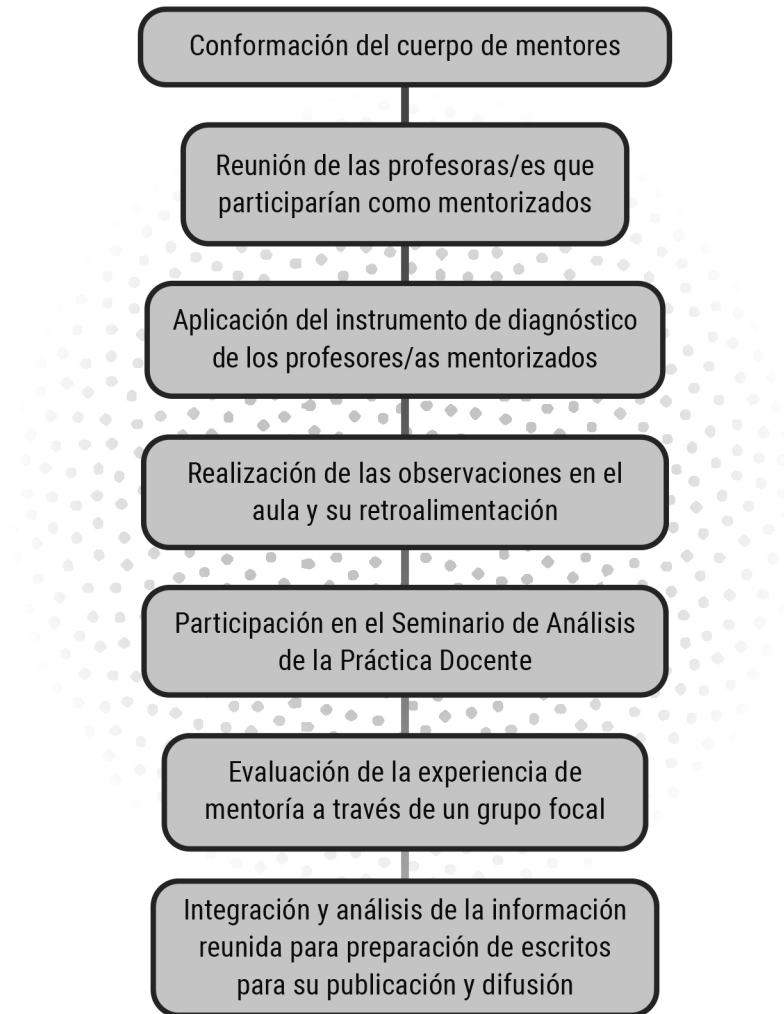 Conformación del cuerpo de mentores
Reunión de las profesoras/es que
participarían como mentorizados
Aplicación del instrumento de diagnóstico
de los profesores/as mentorizados
Realización de las observaciones en el
aula y su retroalimentación
Participación en el Seminario de Análisis
de la Práctica Docente
Evaluación de la experiencia de
mentoría a través de un grupo focal
Integración y análisis de la información
reunida para preparación de escritos
para su publicación y difusión